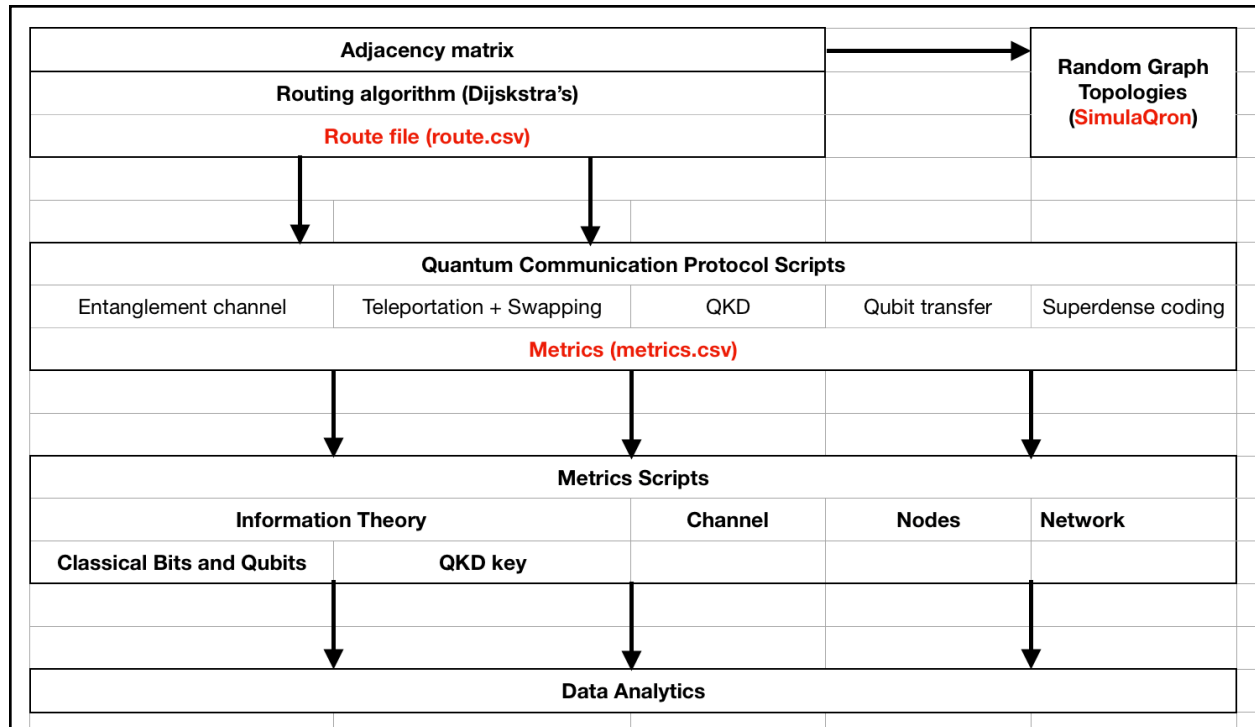 Adjacency matrix
Random Graph
Topologies
(SimulaQron)
Routing algorithm (Dijskstra’s)
Route file (route.csv)
Quantum Communication Protocol Scripts
Entanglement channel
Teleportation + Swapping
QKD
Qubit transfer
Superdense coding
Metrics (metrics.csv)
Metrics Scripts
Information Theory
Channel
Nodes
Network
Classical Bits and Qubits
QKD key
Data Analytics